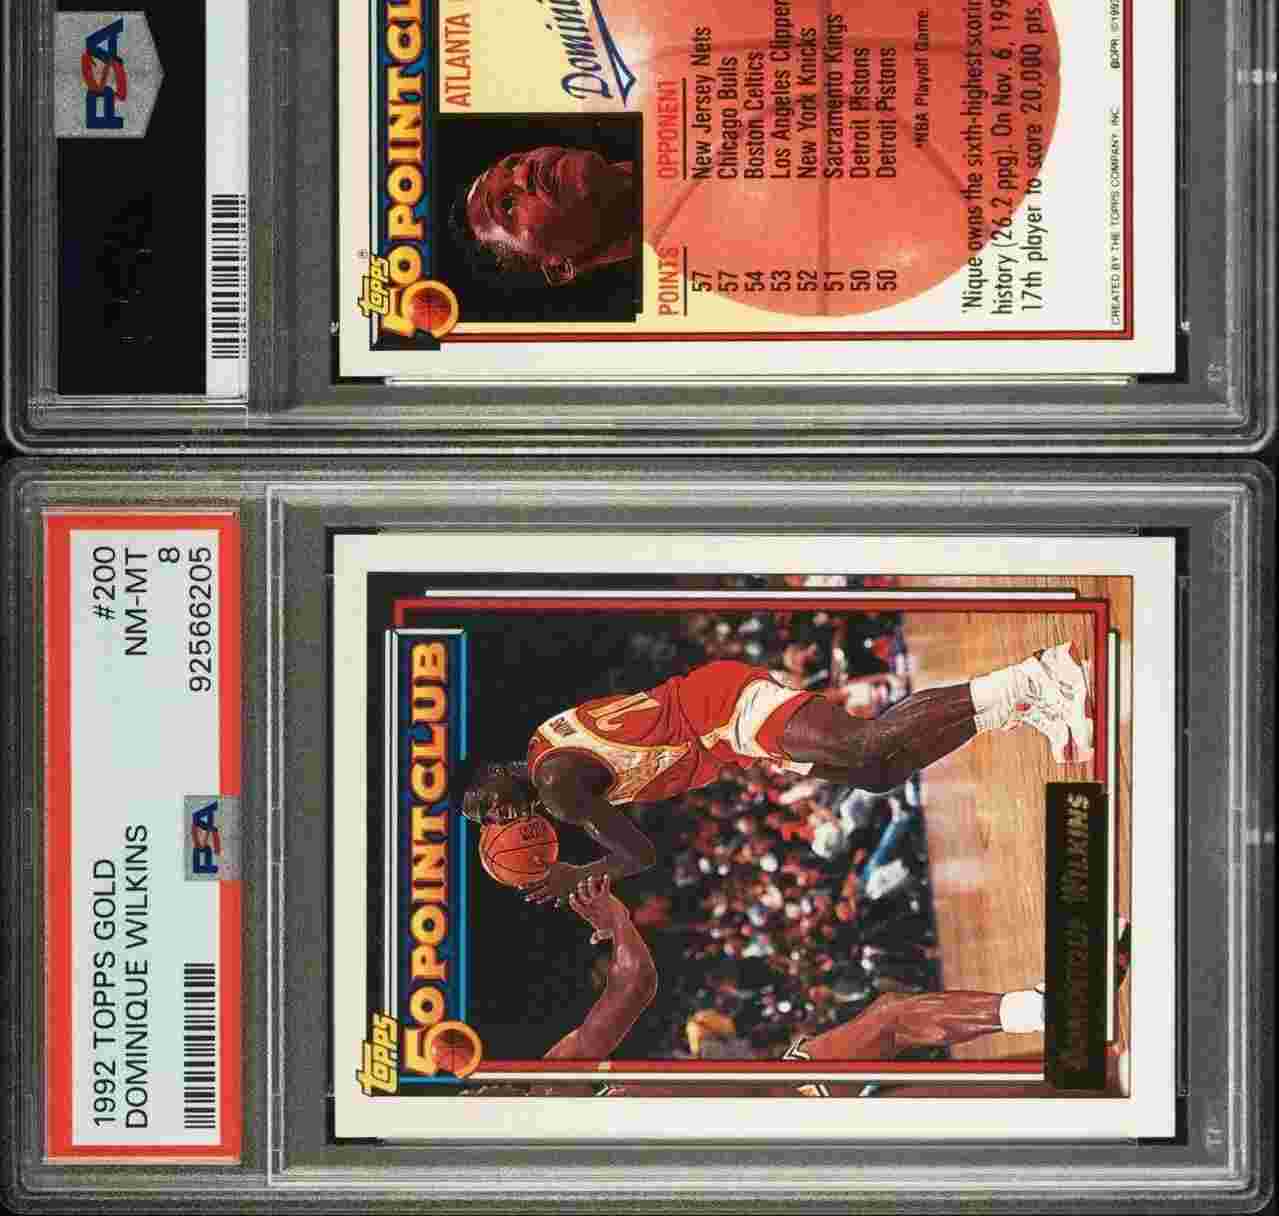 1992 TOPPS GOLD #200
DOMINIQUE WILKINS NM-MT
8
92566205
PSA
Topps
50 POINT CLUB
DOMINIQUE WILKINS
PSA
Topps®
ATLANTA
POINTS OPPONENT
57 New Jersey Nets
57 Chicago Bulls
54 Boston Celtics
53 Los Angeles Clipper
52 New York Knicks
51 Sacramento Kings
50 Detroit Pistons
50 Detroit Pistons
*NBA Playoff Game.
'Nique owns the sixth-highest scorin
history (26.2 ppg). On Nov. 6, 199
17th player to score 20,000 pts.
CREATED BY THE TOPPS COMPANY, INC.